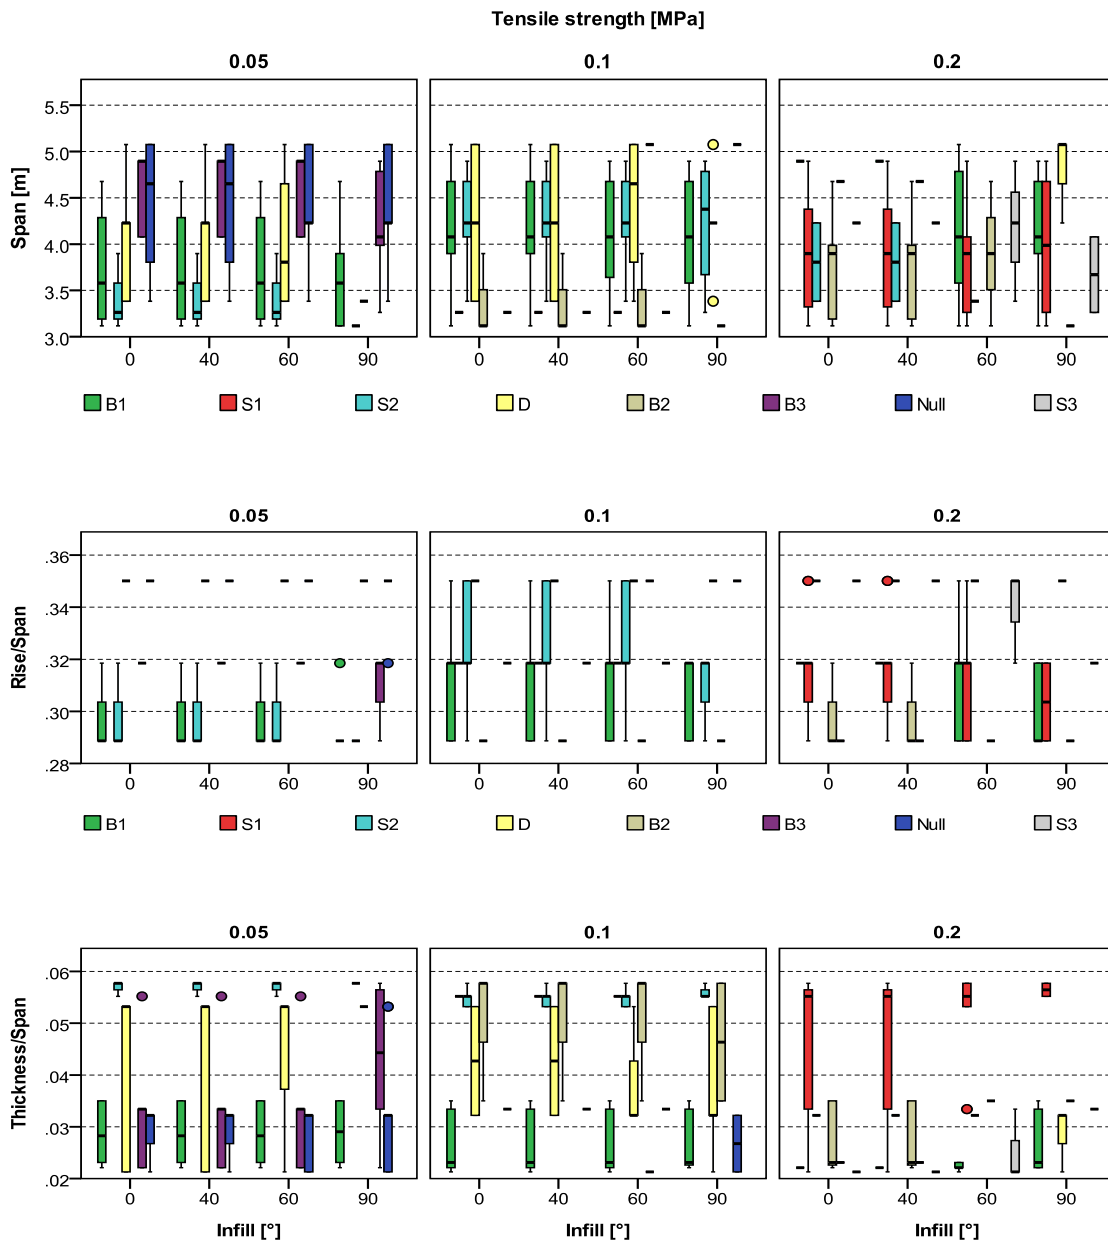 Tensile strength [MPa]
0.05 0.1 0.2
Span [m]
5.5
5.0
4.5
4.0
3.5
3.0
0 40 60 90 0 40 60 90 0 40 60 90
B1 S1 S2 D B2 B3 Null S3
0.05 0.1 0.2
Rise/Span
.36
.34
.32
.30
.28
0 40 60 90 0 40 60 90 0 40 60 90
B1 S1 S2 D B2 B3 Null S3
0.05 0.1 0.2
Thickness/Span
.06
.05
.04
.03
.02
0 40 60 90 0 40 60 90 0 40 60 90
Infill [°] Infill [°] Infill [°]